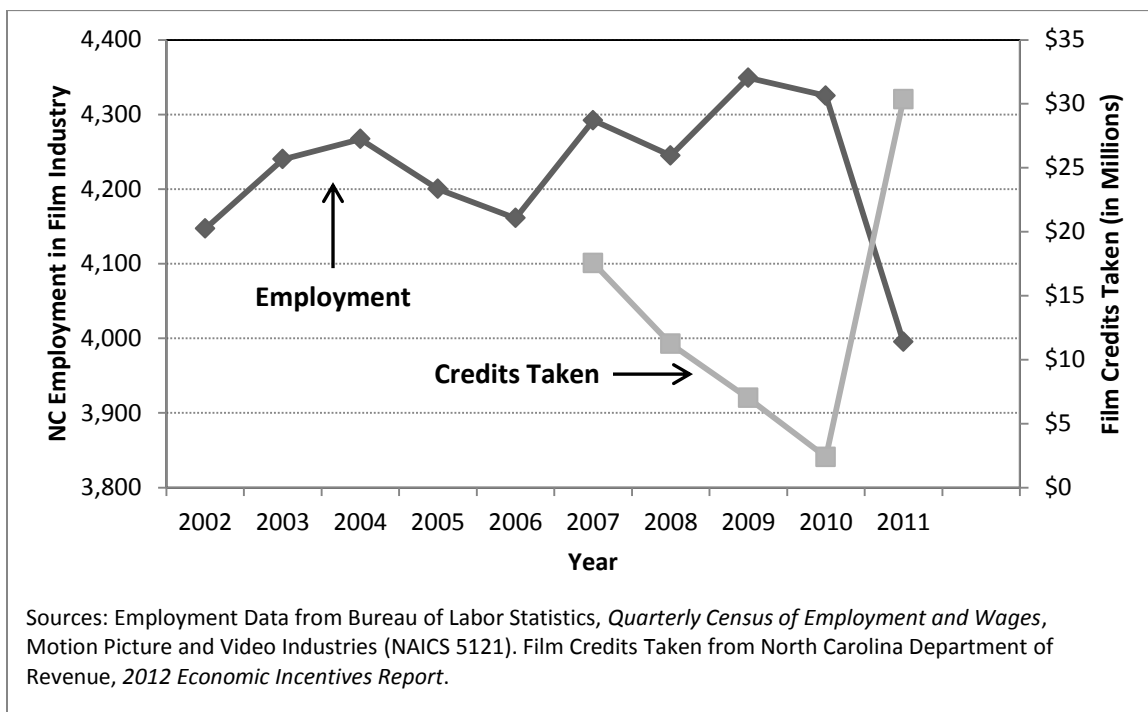 NC Employment in Film Industry
4,400
4,300
4,200
4,100
4,000
3,900
3,800
$35
$30
$25
$20
$15
$10
$5
$0
Film Credits Taken (in Millions)
Employment
Credits Taken
2002 2003 2004 2005 2006 2007 2008 2009 2010 2011
Year
Sources: Employment Data from Bureau of Labor Statistics, Quarterly Census of Employment and Wages,
Motion Picture and Video Industries (NAICS 5121). Film Credits Taken from North Carolina Department of
Revenue, 2012 Economic Incentives Report.